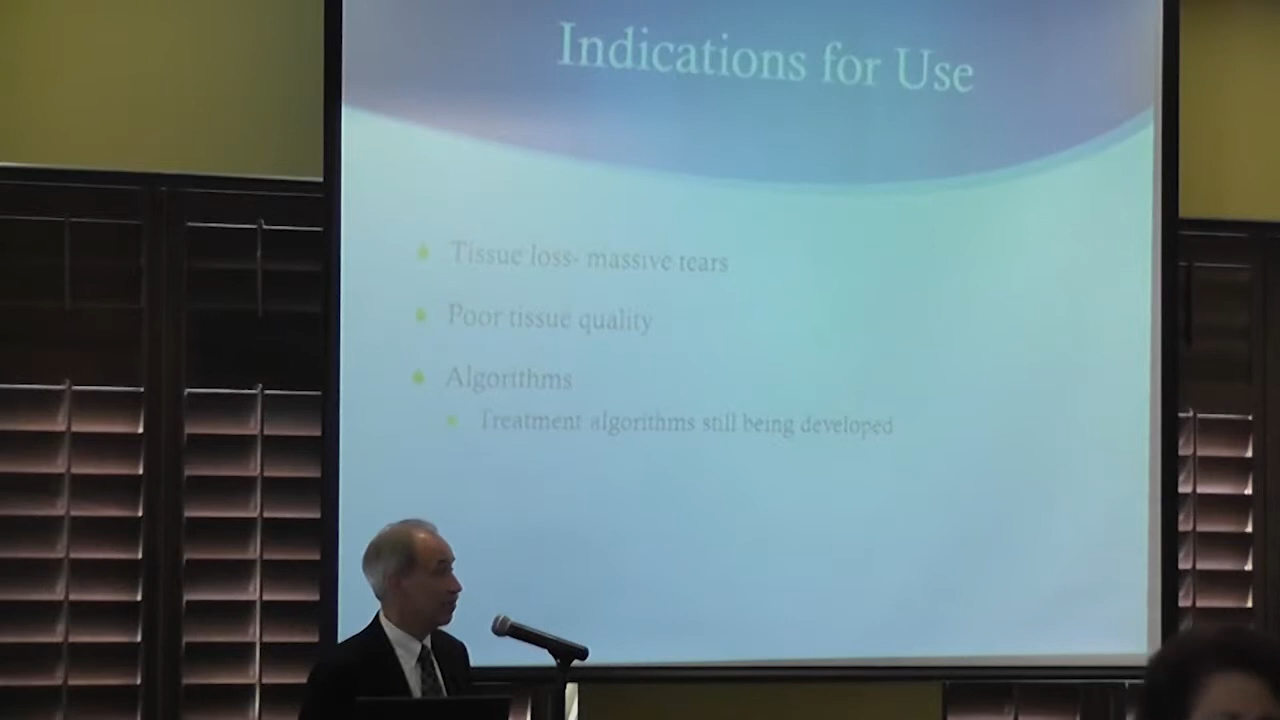 Indications for Use
Tissue loss- massive tears
Poor tissue quality
Algorithms
Treatment algorithms still being developed